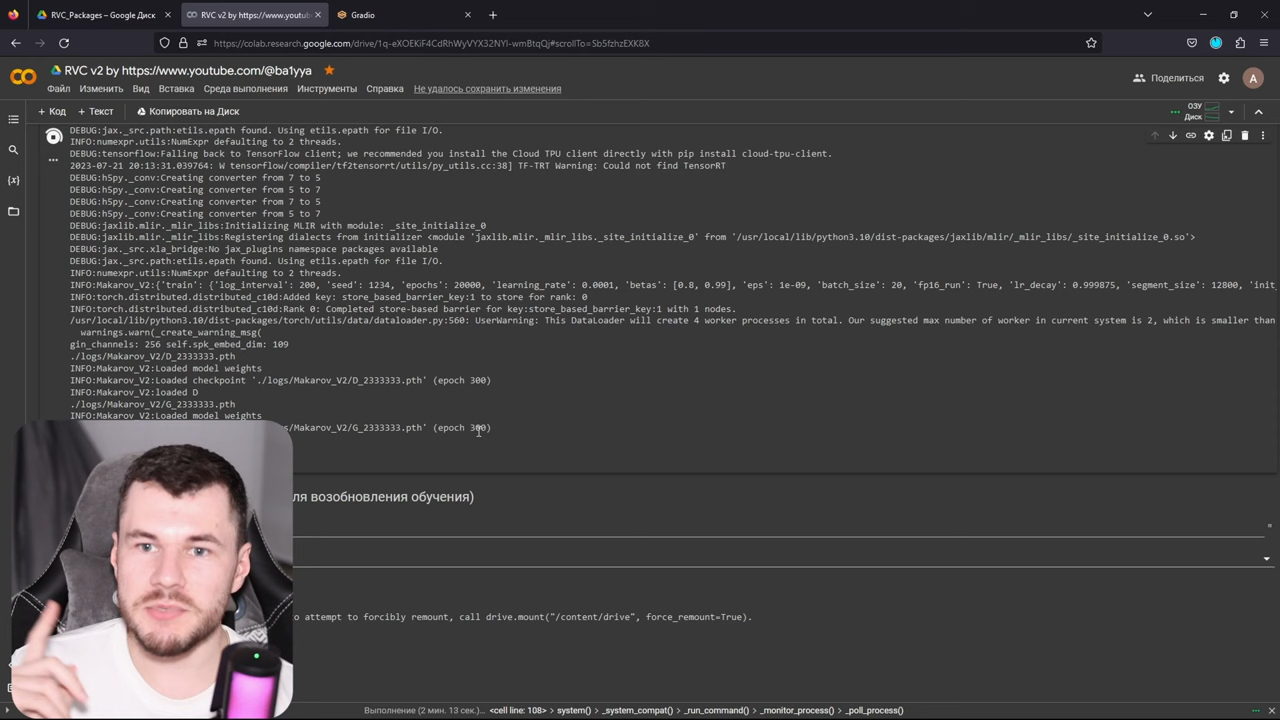 RVC_Packages – Google Диск
RVC v2 by https://www.youtu
Gradio
https://colab.research.google.com/drive/1q-eXOEKiF4CdRhWyVYX32NYl-wmBtqQj#scrollTo=Sb5fzhzEXK8X
RVC v2 by https://www.youtube.com/@ba1yya
Поделиться
A
Файл Изменить Вид Вставка Среда выполнения Инструменты Справка Не удалось сохранить изменения
+ Код + Текст Копировать на Диск
ОЗУ
Диск
DEBUG:jax._src.path:etils.epath found. Using etils.epath for file I/O.
INFO:numexpr.utils:NumExpr defaulting to 2 threads.
DEBUG:tensorflow:Falling back to TensorFlow client; we recommended you install the Cloud TPU client directly with pip install cloud-tpu-client.
2023-07-21 20:13:31.039764: W tensorflow/compiler/tf2tensorrt/utils/py_utils.cc:38] TF-TRT Warning: Could not find TensorRT
DEBUG:h5py._conv:Creating converter from 7 to 5
DEBUG:h5py._conv:Creating converter from 5 to 7
DEBUG:h5py._conv:Creating converter from 7 to 5
DEBUG:h5py._conv:Creating converter from 5 to 7
DEBUG:jaxlib.mlir._mlir_libs:Initializing MLIR with module: _site_initialize_0
DEBUG:jaxlib.mlir._mlir_libs:Registering dialects from initializer <module 'jaxlib.mlir._mlir_libs._site_initialize_0' from '/usr/local/lib/python3.10/dist-packages/jaxlib/mlir/_mlir_libs/_site_initialize_0.so'>
DEBUG:jax._src.xla_bridge:No jax_plugins namespace packages available
DEBUG:jax._src.path:etils.epath found. Using etils.epath for file I/O.
INFO:numexpr.utils:NumExpr defaulting to 2 threads.
INFO:Makarov_V2:{'train': {'log_interval': 200, 'seed': 1234, 'epochs': 20000, 'learning_rate': 0.0001, 'betas': [0.8, 0.99], 'eps': 1e-09, 'batch_size': 20, 'fp16_run': True, 'lr_decay': 0.999875, 'segment_size': 12800, 'init_
INFO:torch.distributed.distributed_c10d:Added key: store_based_barrier_key:1 to store for rank: 0
INFO:torch.distributed.distributed_c10d:Rank 0: Completed store-based barrier for key:store_based_barrier_key:1 with 1 nodes.
/usr/local/lib/python3.10/dist-packages/torch/utils/data/dataloader.py:560: UserWarning: This DataLoader will create 4 worker processes in total. Our suggested max number of worker in current system is 2, which is smaller than
warnings.warn(_create_warning_msg(
gin_channels: 256 self.spk_embed_dim: 109
./logs/Makarov_V2/D_2333333.pth
INFO:Makarov_V2:Loaded model weights
INFO:Makarov_V2:Loaded checkpoint './logs/Makarov_V2/D_2333333.pth' (epoch 300)
INFO:Makarov_V2:loaded D
./logs/Makarov_V2/G_2333333.pth
INFO:Makarov_V2:Loaded model weights
s/Makarov_V2/G_2333333.pth' (epoch 300)
ля возобновления обучения)
"
o attempt to forcibly remount, call drive.mount("/content/drive", force_remount=True).
Выполнение (2 мин. 13 сек.) <cell line: 108> > system() > _system_compat() > _run_command() > _monitor_process() > _poll_process()